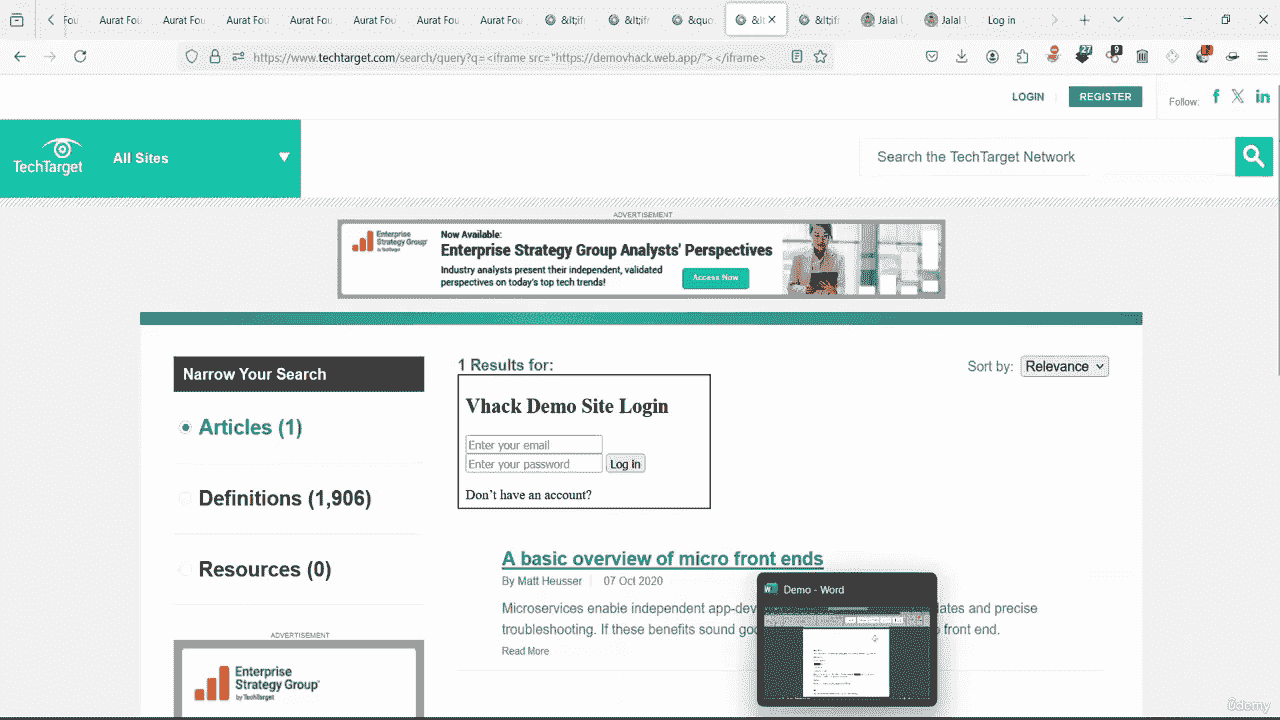 Fou
Aurat Fou
Aurat Fou
Aurat Fou
Aurat Fou
Aurat Fou
Aurat Fou
&lt;ifr
&lt;ifr
&quo
&lt
&lt;ifr
Jalal
Jalal
Log in
https://www.techtarget.com/search/query?q=<iframe src="https://demovhack.web.app/"></iframe>
27
9
LOGIN
REGISTER
Follow:
TechTarget
All Sites
Search the TechTarget Network
ADVERTISEMENT
Enterprise
Strategy Group
by TechTarget
Now Available:
Enterprise Strategy Group Analysts' Perspectives
Industry analysts present their independent, validated
perspectives on today's top tech trends!
Access Now
Narrow Your Search
Articles (1)
Definitions (1,906)
Resources (0)
ADVERTISEMENT
Enterprise
Strategy Group
by TechTarget
1 Results for:
Sort by:
Relevance
Vhack Demo Site Login
Enter your email
Enter your password
Log in
Don't have an account?
A basic overview of micro front ends
By Matt Heusser
07 Oct 2020
Microservices enable independent app-dev
ates and precise
troubleshooting. If these benefits sound goo
front end.
Read More
Demo - Word
ûdemy